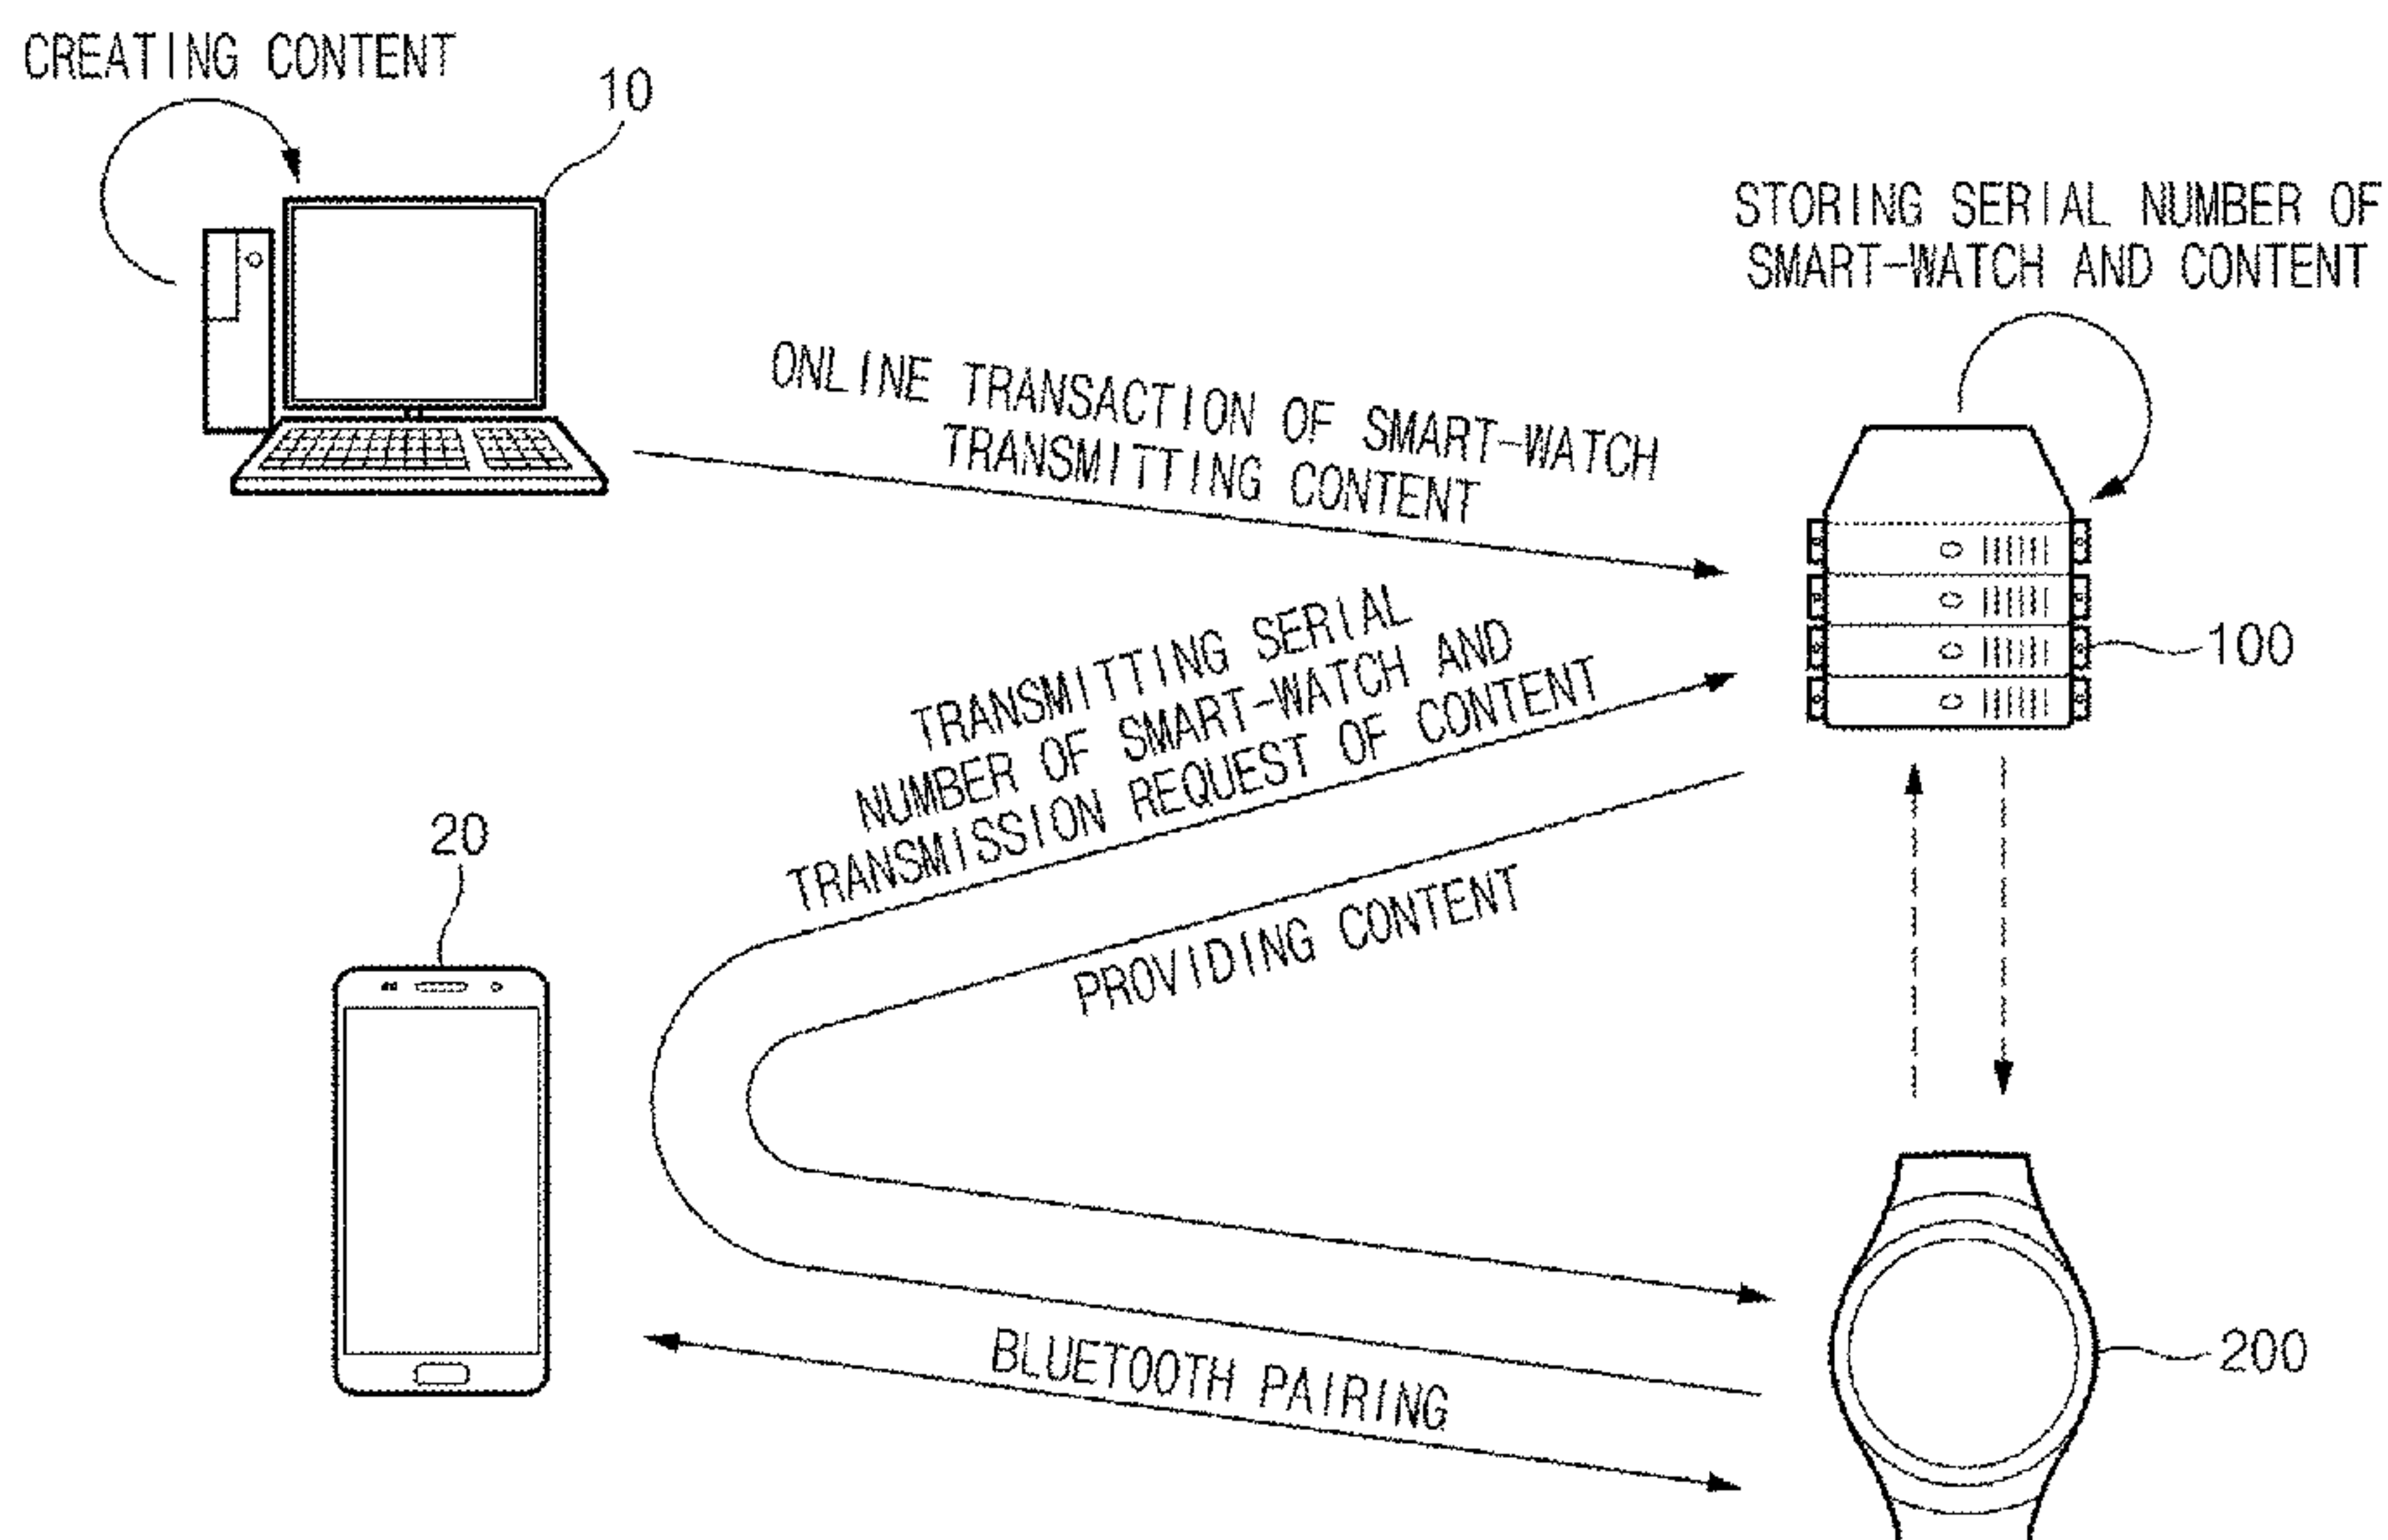 CREATING CONTENT
10
STORING SERIAL NUMBER OF
SMART-WATCH AND CONTENT
ONLINE TRANSACTION OF SMART-WATCH
TRANSMITTING CONTENT
TRANSMITTING SERIAL
NUMBER OF SMART-WATCH AND
TRANSMISSION REQUEST OF CONTENT
100
20
PROVIDING CONTENT
BLUETOOTH PAIRING
200